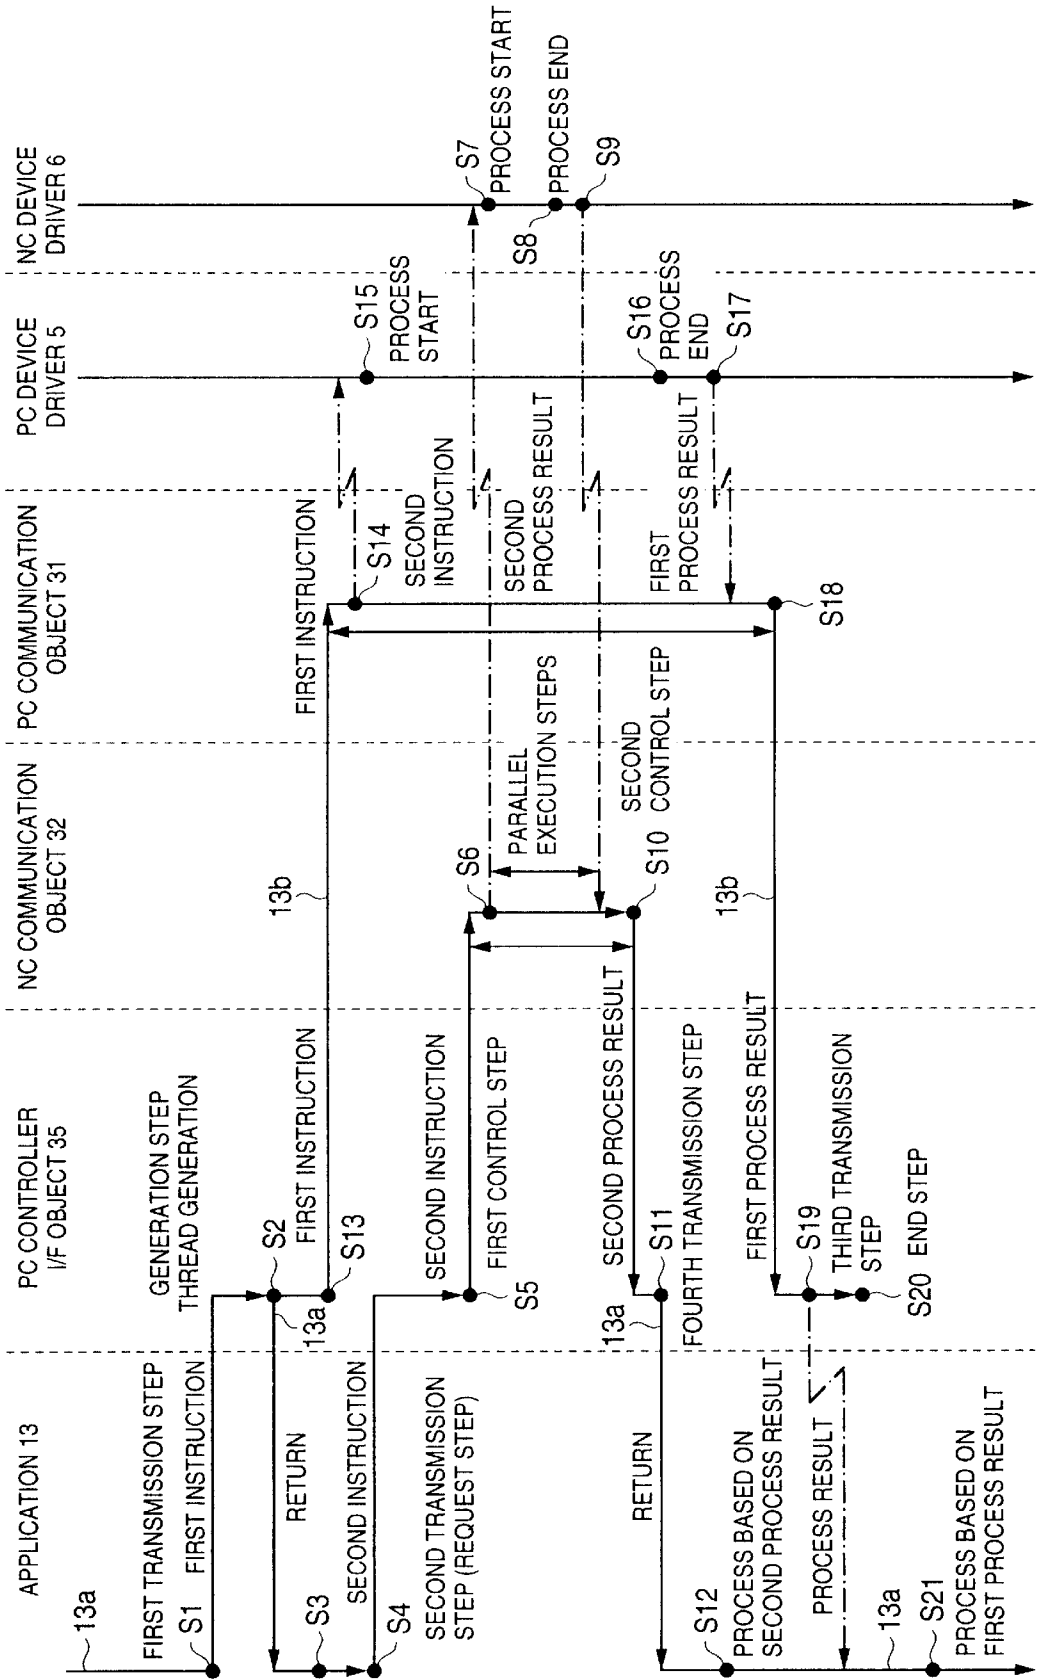 APPLICATION 13
PC CONTROLLER
I/F OBJECT 35
NC COMMUNICATION
OBJECT 32
PC COMMUNICATION
OBJECT 31
PC DEVICE
DRIVER 5
NC DEVICE
DRIVER 6
13a
FIRST TRANSMISSION STEP
S1
FIRST INSTRUCTION
GENERATION STEP
THREAD GENERATION
S2
13a
RETURN
FIRST INSTRUCTION
S13
13b
FIRST INSTRUCTION
S14
S15
PROCESS
START
S3
SECOND INSTRUCTION
S4
SECOND TRANSMISSION
STEP (REQUEST STEP)
SECOND INSTRUCTION
S5
FIRST CONTROL STEP
S6
SECOND
INSTRUCTION
S7
PROCESS START
PARALLEL
EXECUTION STEPS
SECOND
PROCESS RESULT
S8
PROCESS END
S9
SECOND PROCESS RESULT
S10
SECOND
CONTROL STEP
13a
S11
FOURTH TRANSMISSION STEP
RETURN
S16
PROCESS
END
S17
FIRST
PROCESS RESULT
S12
PROCESS BASED ON
SECOND PROCESS RESULT
FIRST PROCESS RESULT
13b
S18
S19
THIRD TRANSMISSION
STEP
PROCESS RESULT
S20 END STEP
13a
S21
PROCESS BASED ON
FIRST PROCESS RESULT